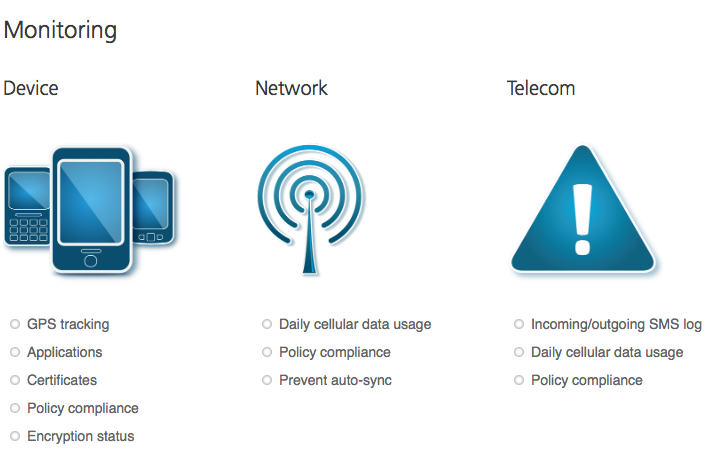 Monitoring
Device
GPS tracking
Applications
Certificates
Policy compliance
Encryption status
Network
Daily cellular data usage
Policy compliance
Prevent auto-sync
Telecom
Incoming/outgoing SMS log
Daily cellular data usage
Policy compliance